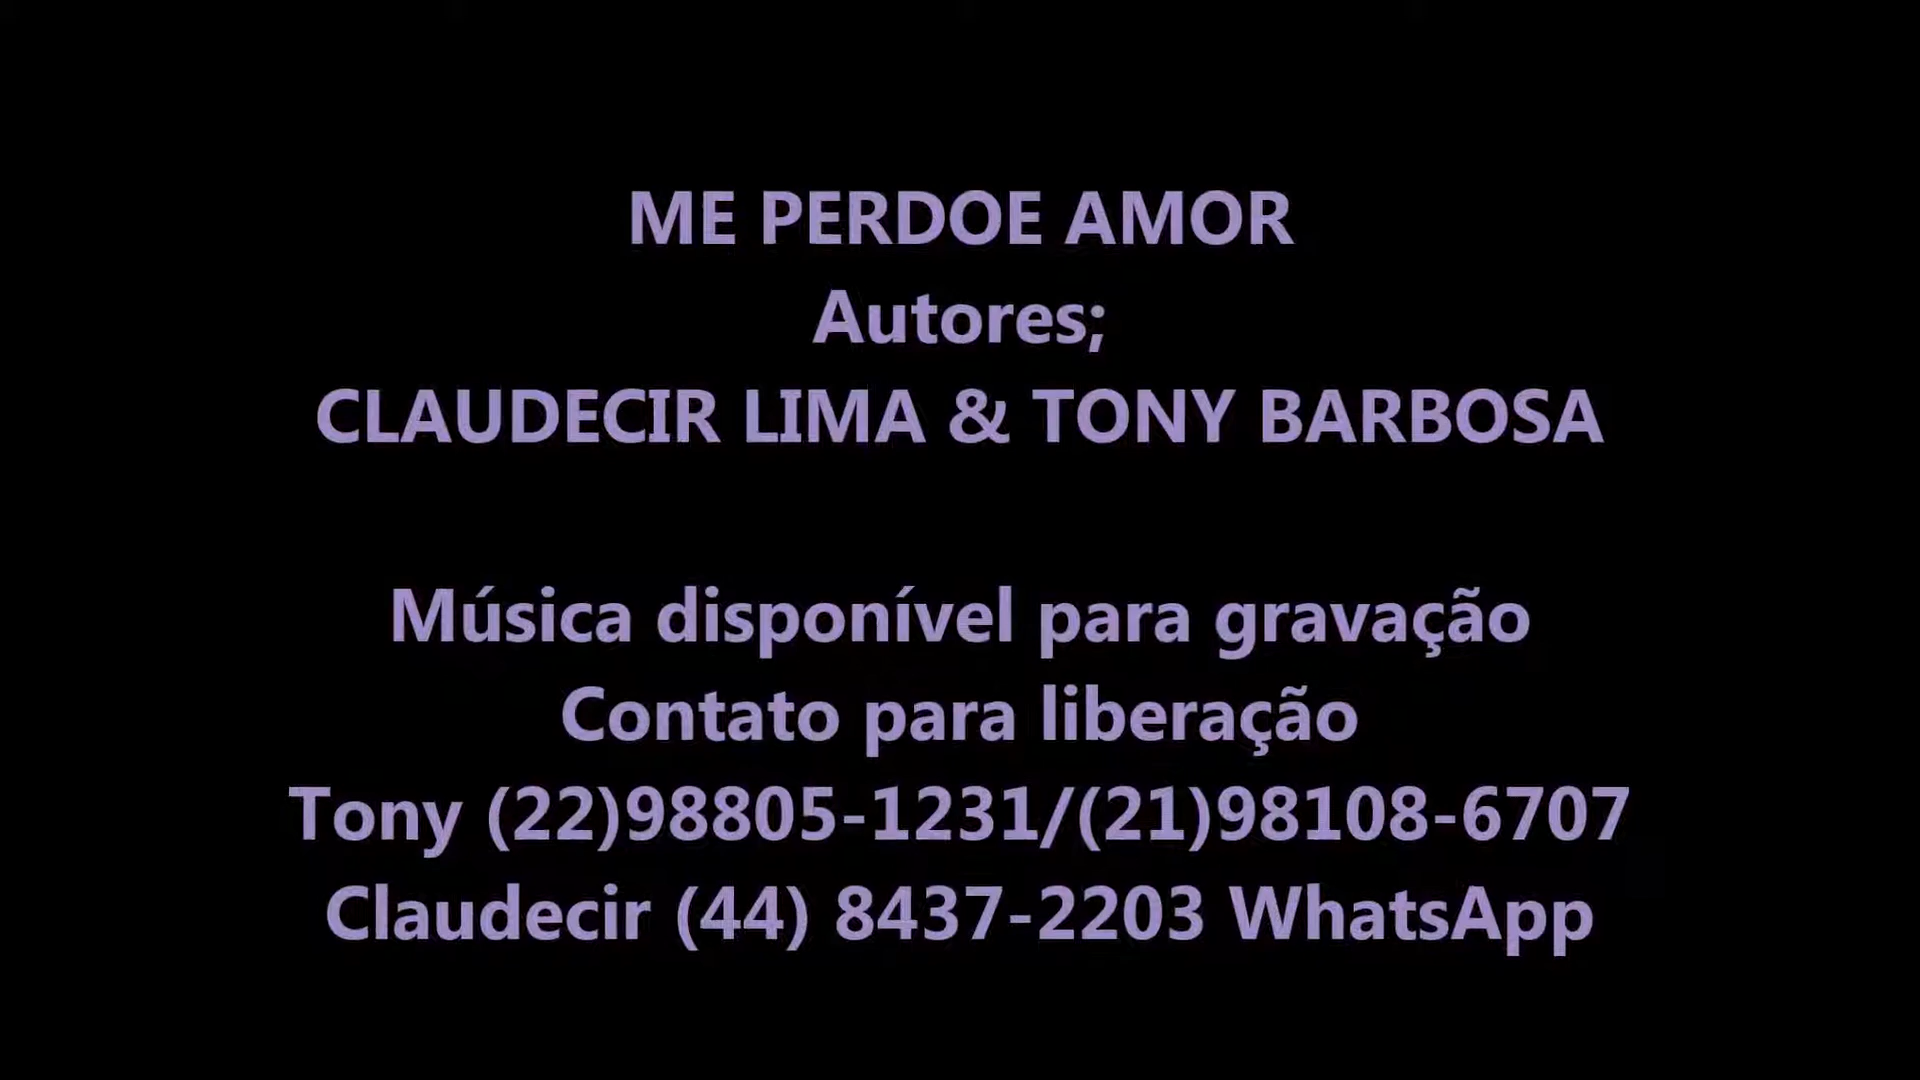 ME PERDOE AMOR
Autores;
CLAUDECIR LIMA & TONY BARBOSA
Música disponível para gravação
Contato para liberação
Tony (22)98805-1231/(21)98108-6707
Claudecir (44) 8437-2203 WhatsApp